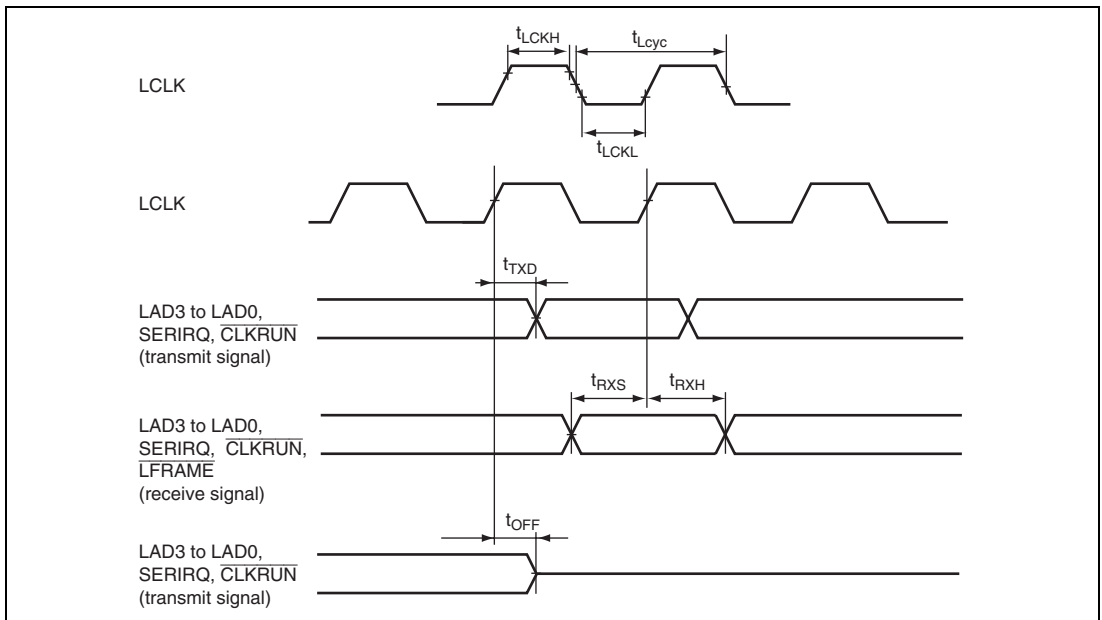 tLCKH
tLcyc
LCLK
tLCKL
LCLK
tTXD
LAD3 to LAD0,
SERIRQ, CLKRUN
(transmit signal)
tRXS
tRXH
LAD3 to LAD0,
SERIRQ, CLKRUN,
LFRAME
(receive signal)
tOFF
LAD3 to LAD0,
SERIRQ, CLKRUN
(transmit signal)